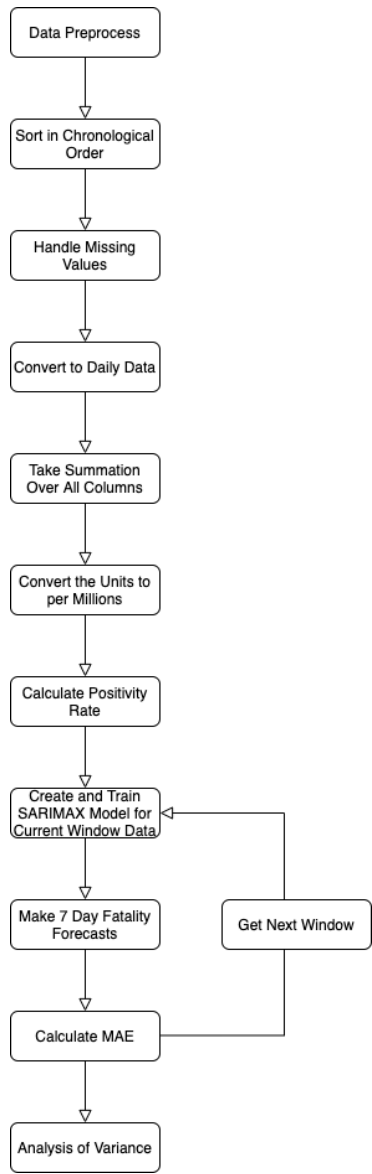 Data Preprocess
Sort in Chronological
Order
Handle Missing
Values
Convert to Daily Data
Take Summation
Over All Columns
Convert the Units to
per Millions
Calculate Positivity
Rate
Create and Train
SARIMAX Model for
Current Window Data
Make 7 Day Fatality
Forecasts
Get Next Window
Calculate MAE
Analysis of Variance